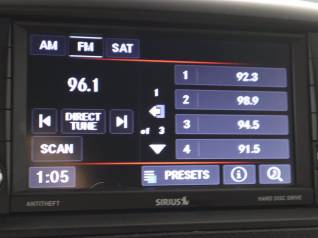 AM FM SAT
96.1
DIRECT TUNE
SCAN
1
of 3
1 92.3
2 98.9
3 94.5
4 91.5
1:05
PRESETS
i
ANTITHEFT
SIRIUS
HARD DISC DRIVE